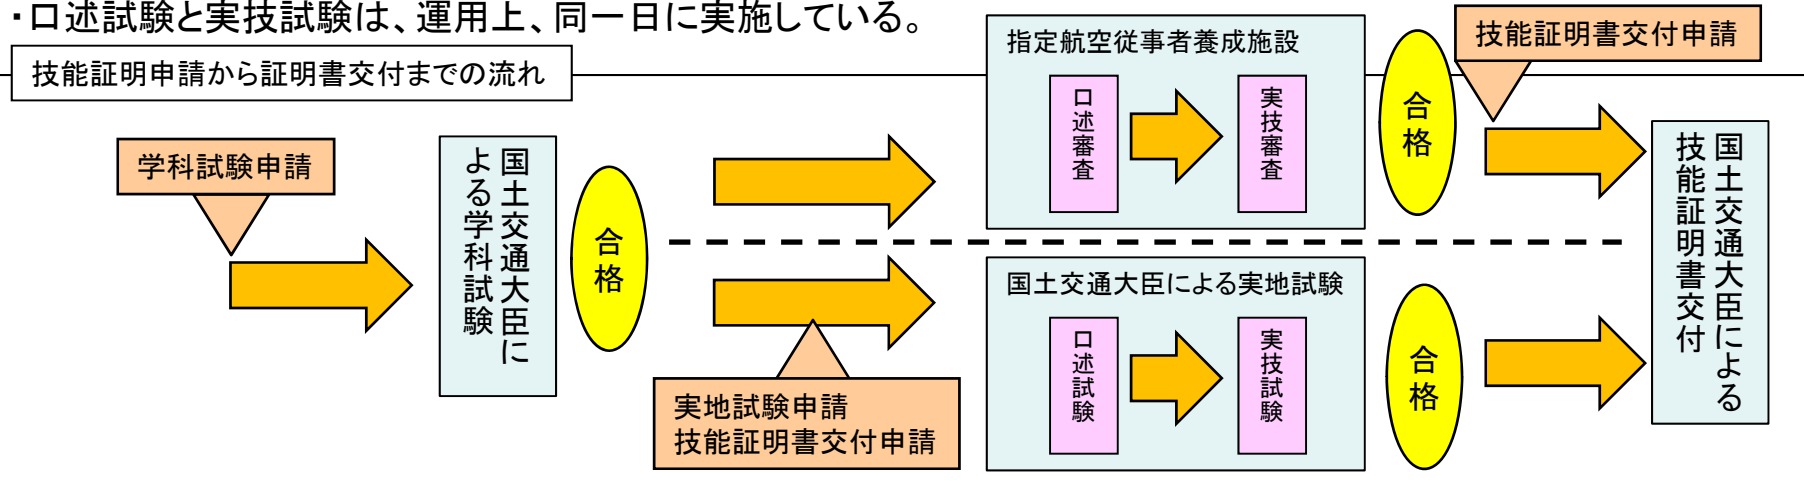 ・口述試験と実技試験は、運用上、同一日に実施している。
技能証明申請から証明書交付までの流れ
学科試験申請
国土交通大臣に
よる学科試験
合格
指定航空従事者養成施設
口述審査
実技審査
合格
技能証明書交付申請
実地試験申請
技能証明書交付申請
国土交通大臣による実地試験
口述試験
実技試験
合格
国土交通大臣による
技能証明書交付